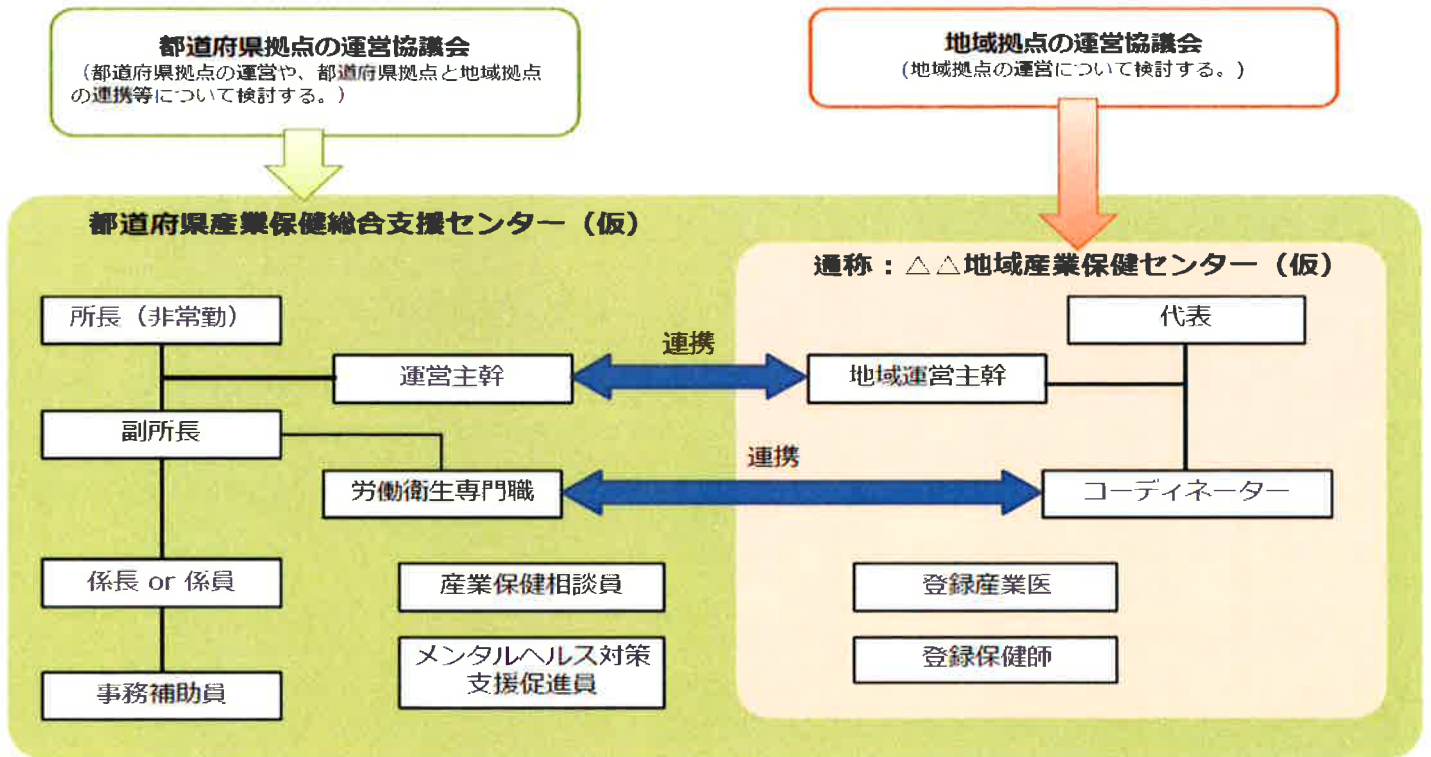 都道府県拠点の運営協議会
(都道府県拠点の運営や、都道府県拠点と地域拠点
の連携等について検討する。)
地域拠点の運営協議会
(地域拠点の運営について検討する。)
都道府県産業保健総合支援センター（仮）
通称：△△地域産業保健センター（仮）
所長（非常勤）
代表
連携
運営主幹
地域運営主幹
副所長
連携
労働衛生専門職
コーディネーター
係長 or 係員
産業保健相談員
登録産業医
メンタルヘルス対策
支援促進員
登録保健師
事務補助員